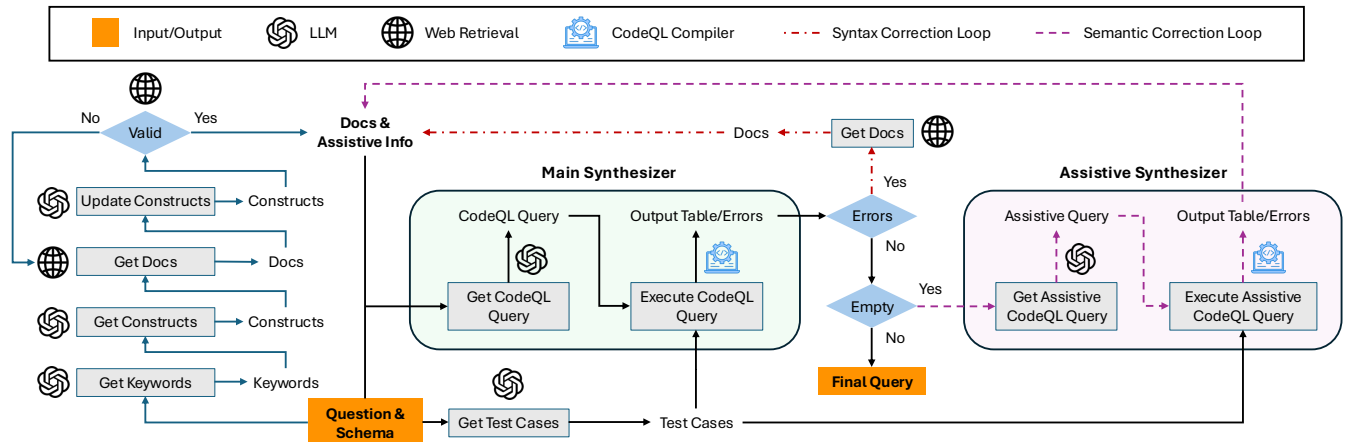 Input/Output
LLM
Web Retrieval
CodeQL Compiler
Syntax Correction Loop
Semantic Correction Loop
No
Valid
Yes
Docs &
Assistive Info
Docs
Get Docs
Yes
Main Synthesizer
Assistive Synthesizer
Update Constructs
Constructs
CodeQL Query
Output Table/Errors
Errors
Assistive Query
Output Table/Errors
No
Get Docs
Docs
Get CodeQL
Query
Execute CodeQL
Query
Empty
Yes
Get Assistive
CodeQL Query
Execute Assistive
CodeQL Query
Get Constructs
Constructs
No
Get Keywords
Keywords
Final Query
Question &
Schema
Get Test Cases
Test Cases